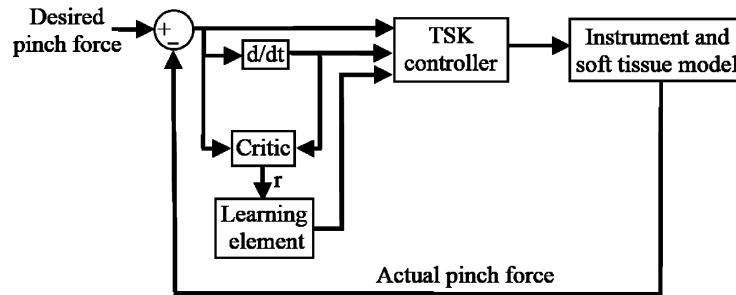 Desired
pinch force
+
−
d/dt
TSK
controller
Instrument and
soft tissue model
Critic
r
Learning
element
Actual pinch force